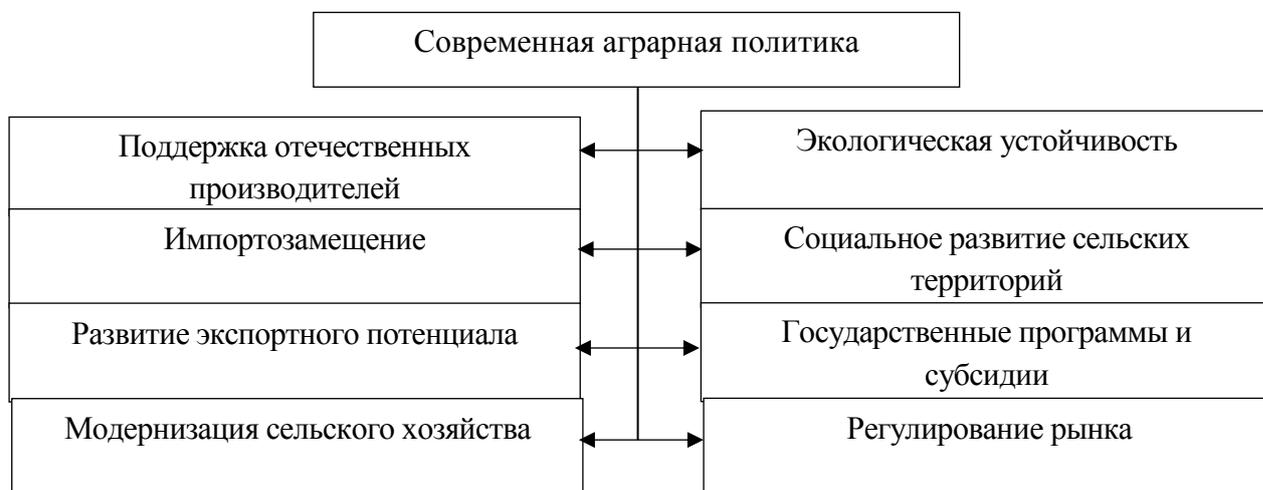 Современная аграрная политика
Поддержка отечественных
производителей
Экологическая устойчивость
Импортозамещение
Социальное развитие сельских
территорий
Развитие экспортного потенциала
Государственные программы и
субсидии
Модернизация сельского хозяйства
Регулирование рынка